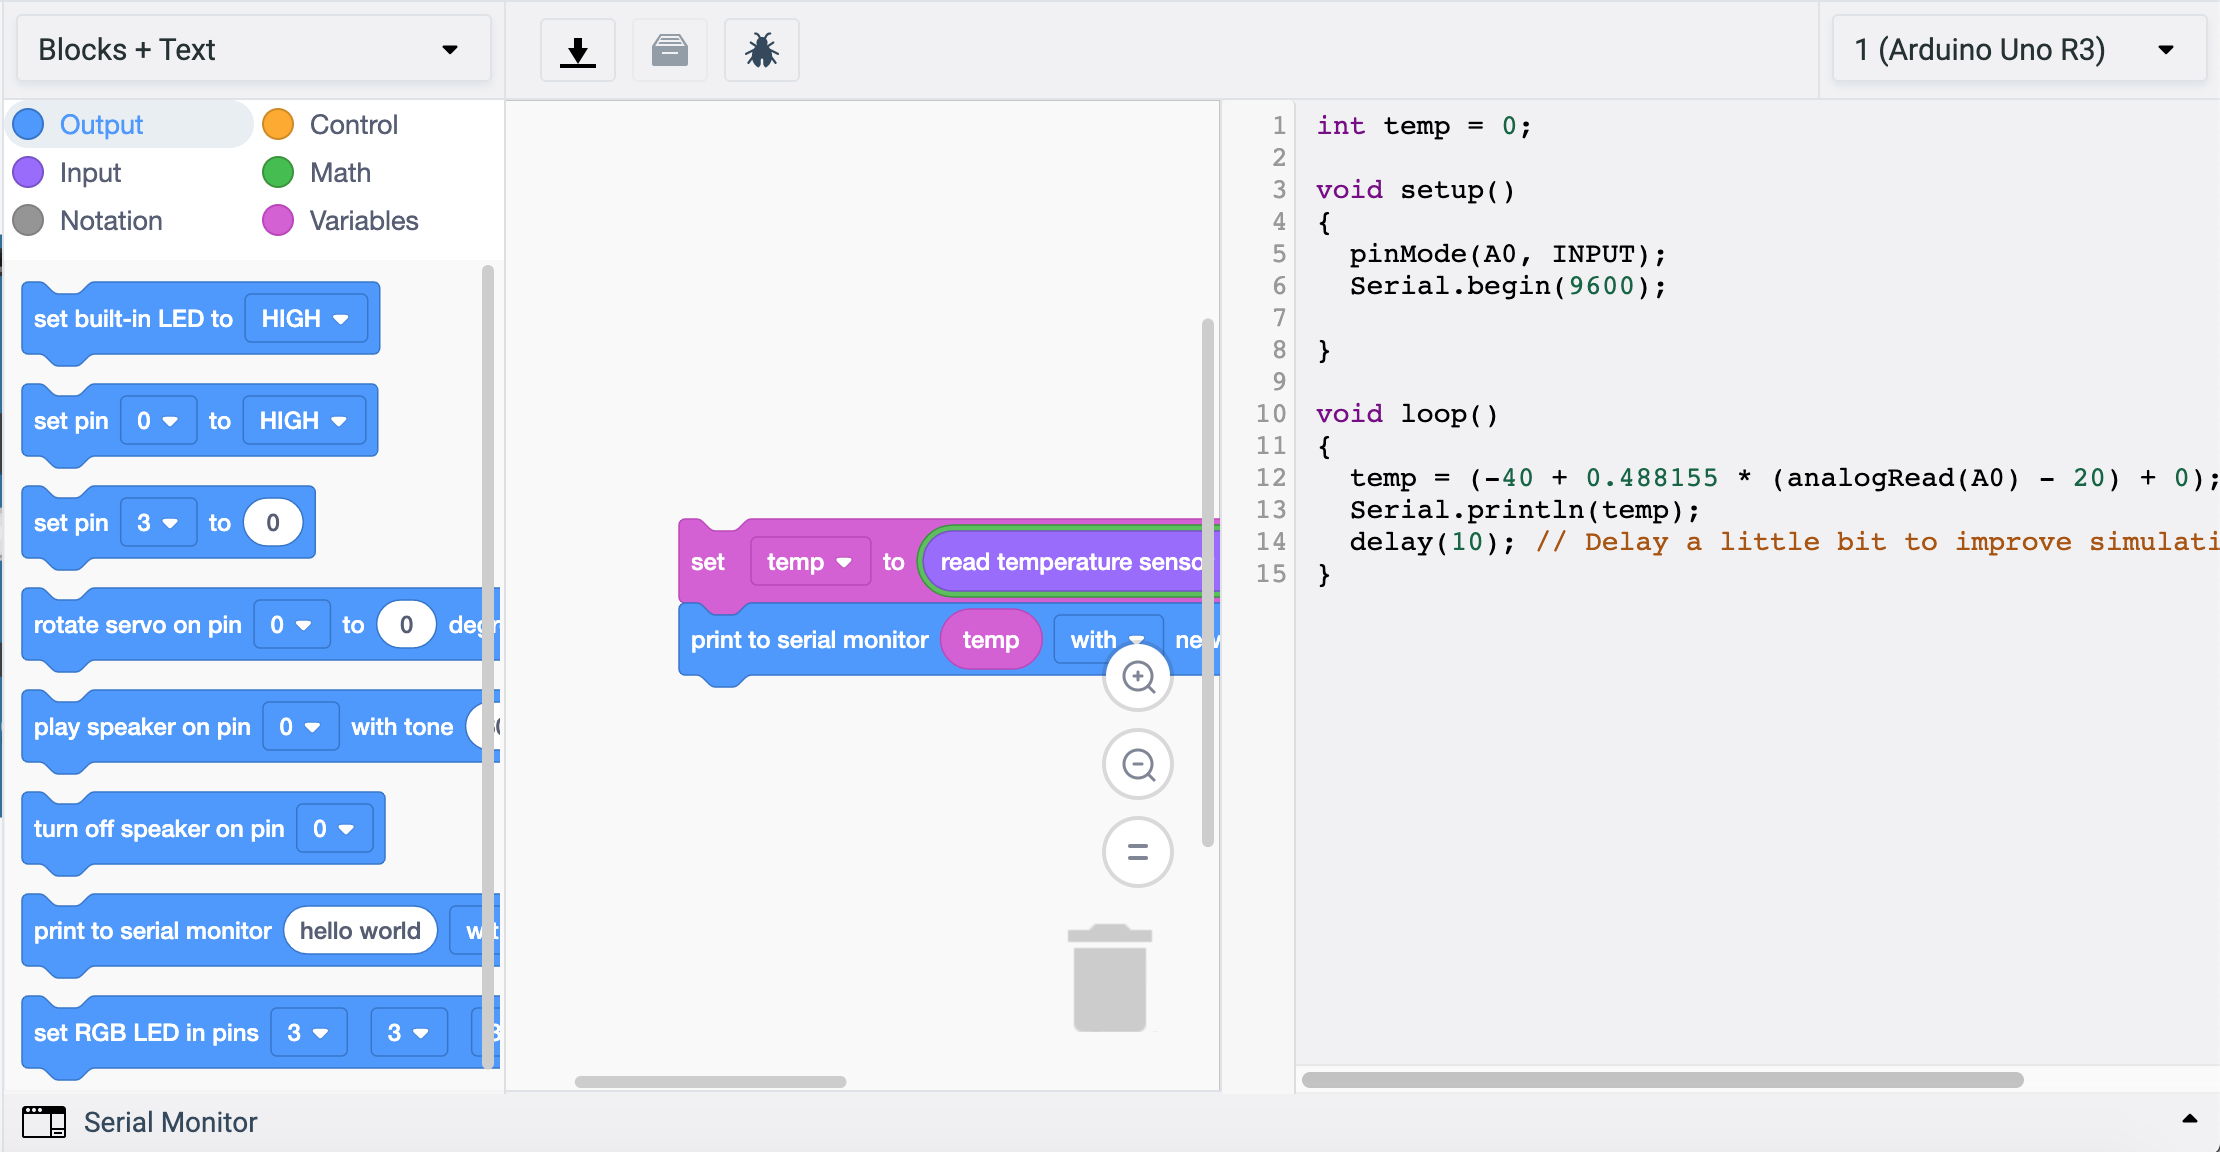 Blocks + Text
1 (Arduino Uno R3)
Output
Control
Input
Math
Notation
Variables
set built-in LED to HIGH
set pin 0 to HIGH
set pin 3 to 0
rotate servo on pin 0 to 0
play speaker on pin 0 with tone
turn off speaker on pin 0
print to serial monitor hello world
set RGB LED in pins 3 3
set temp to read temperature senso
print to serial monitor temp with
1 int temp = 0;
2
3 void setup()
4 {
5 pinMode(A0, INPUT);
6 Serial.begin(9600);
7
8 }
9
10 void loop()
11 {
12 temp = (-40 + 0.488155 * (analogRead(A0) - 20) + 0);
13 Serial.println(temp);
14 delay(10); // Delay a little bit to improve simulati
15 }
Serial Monitor